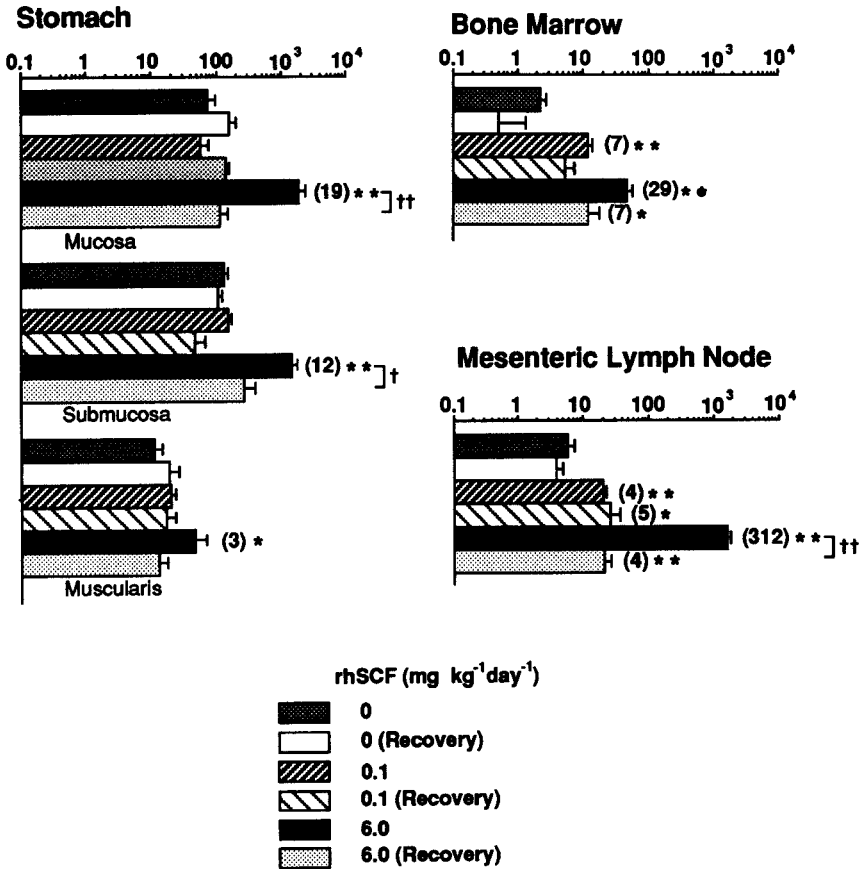 Stomach
0.1 1 10 100 10³ 10⁴
(19) ** ††
Mucosa
(12) ** †
Submucosa
(3) *
Muscularis
Bone Marrow
0.1 1 10 100 10³ 10⁴
(7) **
(29) **
(7) *
Mesenteric Lymph Node
0.1 1 10 100 10³ 10⁴
(4) **
(5) *
(312) ** ††
(4) **
rhSCF (mg kg⁻¹day⁻¹)
0
0 (Recovery)
0.1
0.1 (Recovery)
6.0
6.0 (Recovery)